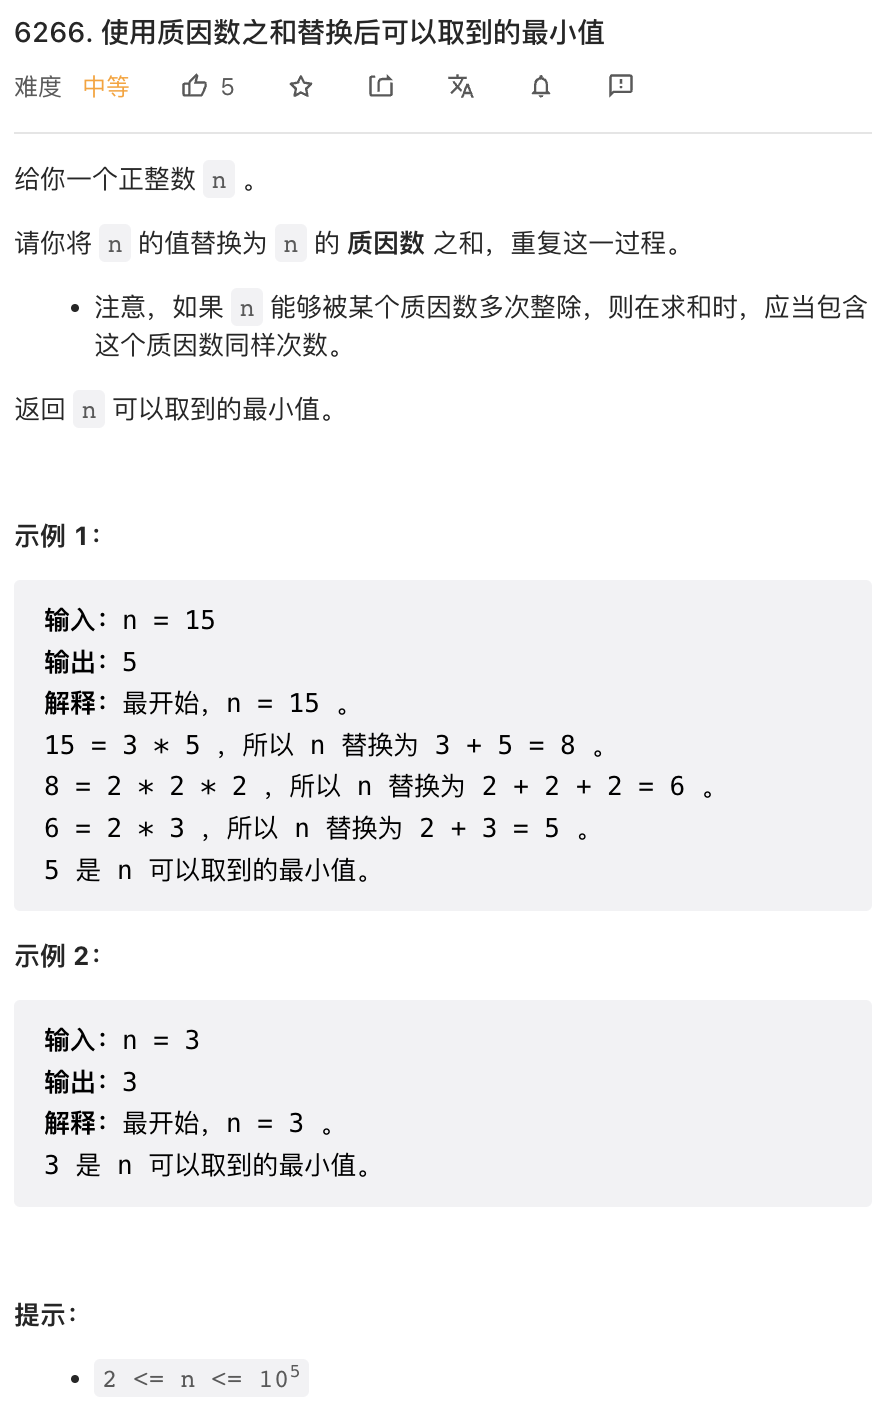 6266. 使用质因数之和替换后可以取到的最小值
难度 中等 5
给你一个正整数 n 。
请你将 n 的值替换为 n 的 质因数 之和，重复这一过程。
• 注意，如果 n 能够被某个质因数多次整除，则在求和时，应当包含
这个质因数同样次数。
返回 n 可以取到的最小值。
示例 1：
输入：n = 15
输出：5
解释：最开始，n = 15 。
15 = 3 * 5 ，所以 n 替换为 3 + 5 = 8 。
8 = 2 * 2 * 2 ，所以 n 替换为 2 + 2 + 2 = 6 。
6 = 2 * 3 ，所以 n 替换为 2 + 3 = 5 。
5 是 n 可以取到的最小值。
示例 2：
输入：n = 3
输出：3
解释：最开始，n = 3 。
3 是 n 可以取到的最小值。
提示：
• 2 <= n <= 10⁵